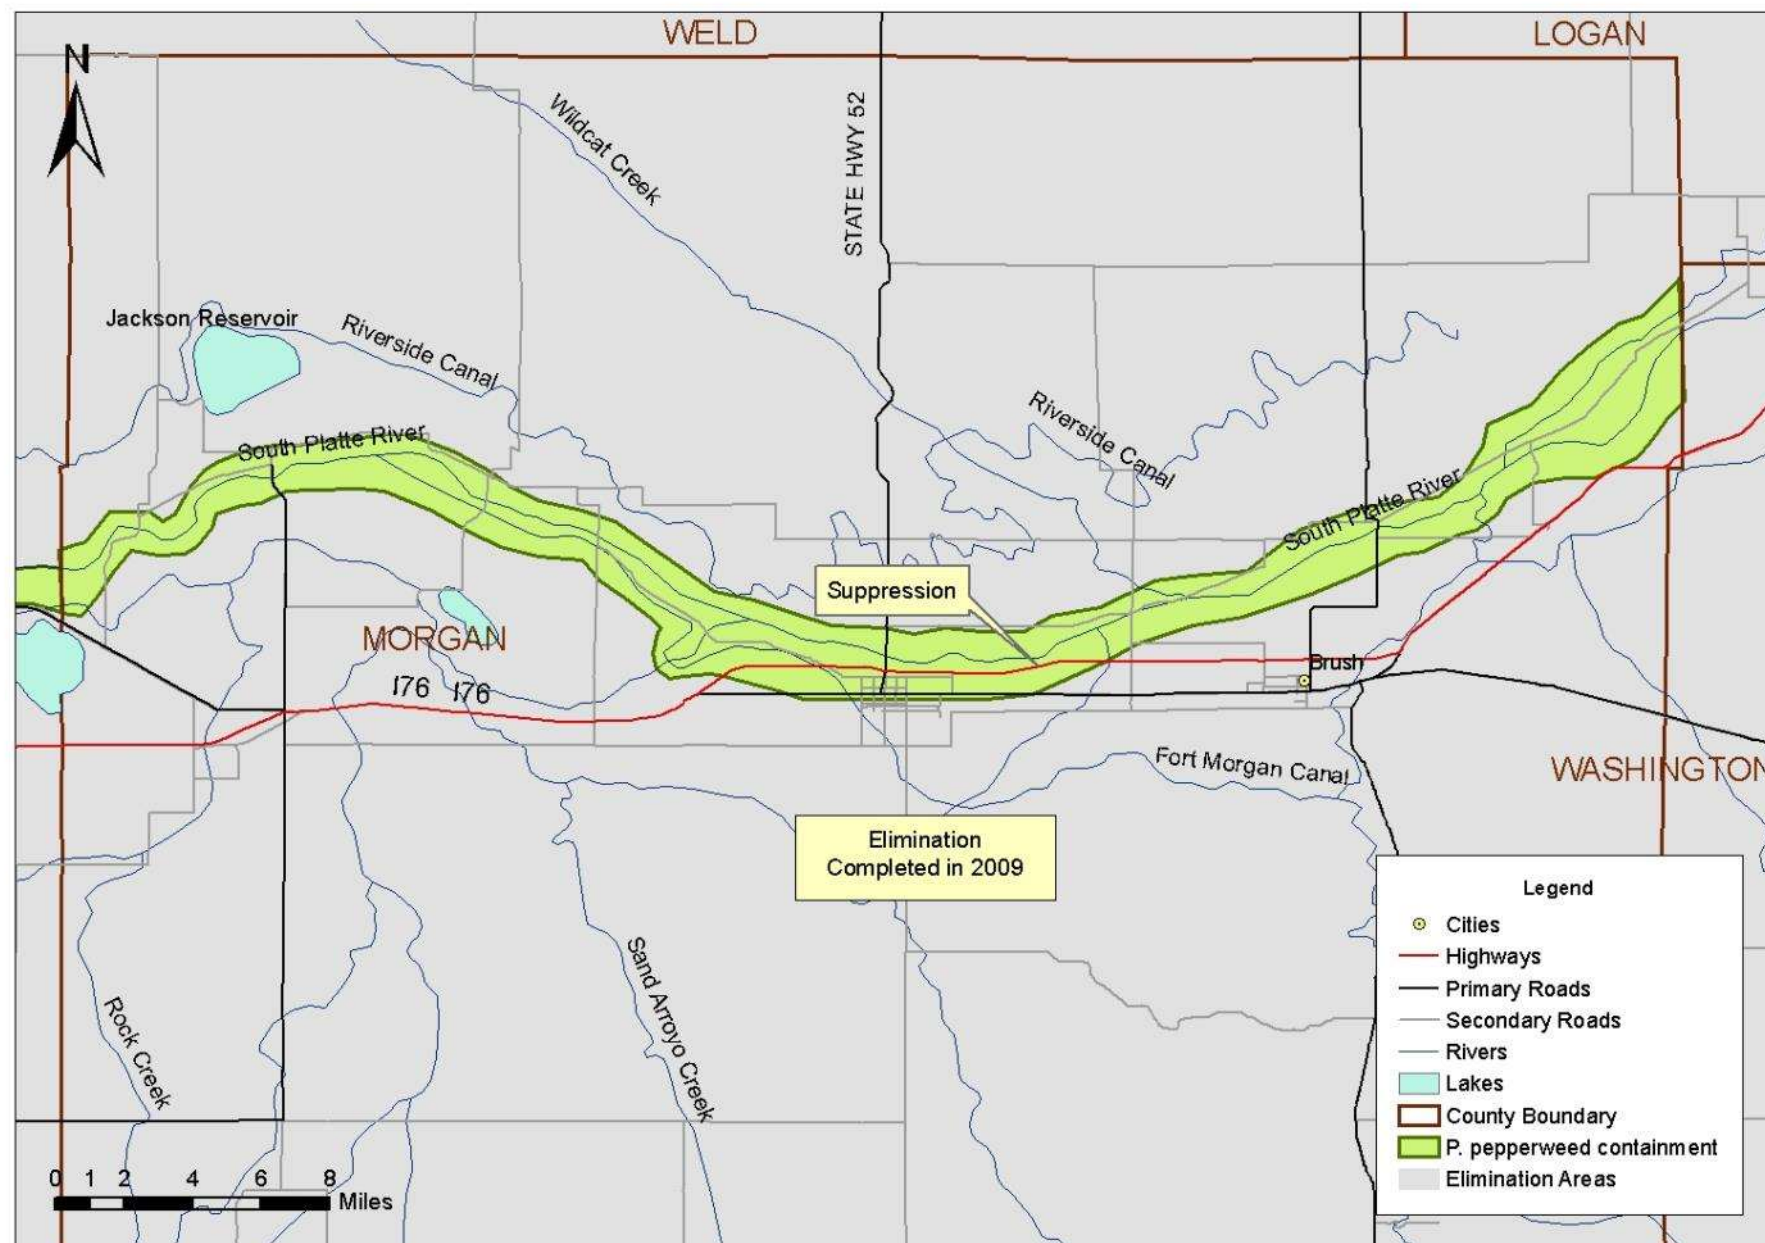 WELD
LOGAN
N
Wildcat Creek
STATE HWY 52
Jackson Reservoir
Riverside Canal
Riverside Canal
South Platte River
South Platte River
Suppression
MORGAN
Brush
I76 I76
Fort Morgan Canal
WASHINGTON
Elimination
Completed in 2009
Sand Arroyo Creek
Rock Creek
Legend
Cities
Highways
Primary Roads
Secondary Roads
Rivers
Lakes
County Boundary
P. pepperweed containment
Elimination Areas
0 1 2 4 6 8
Miles